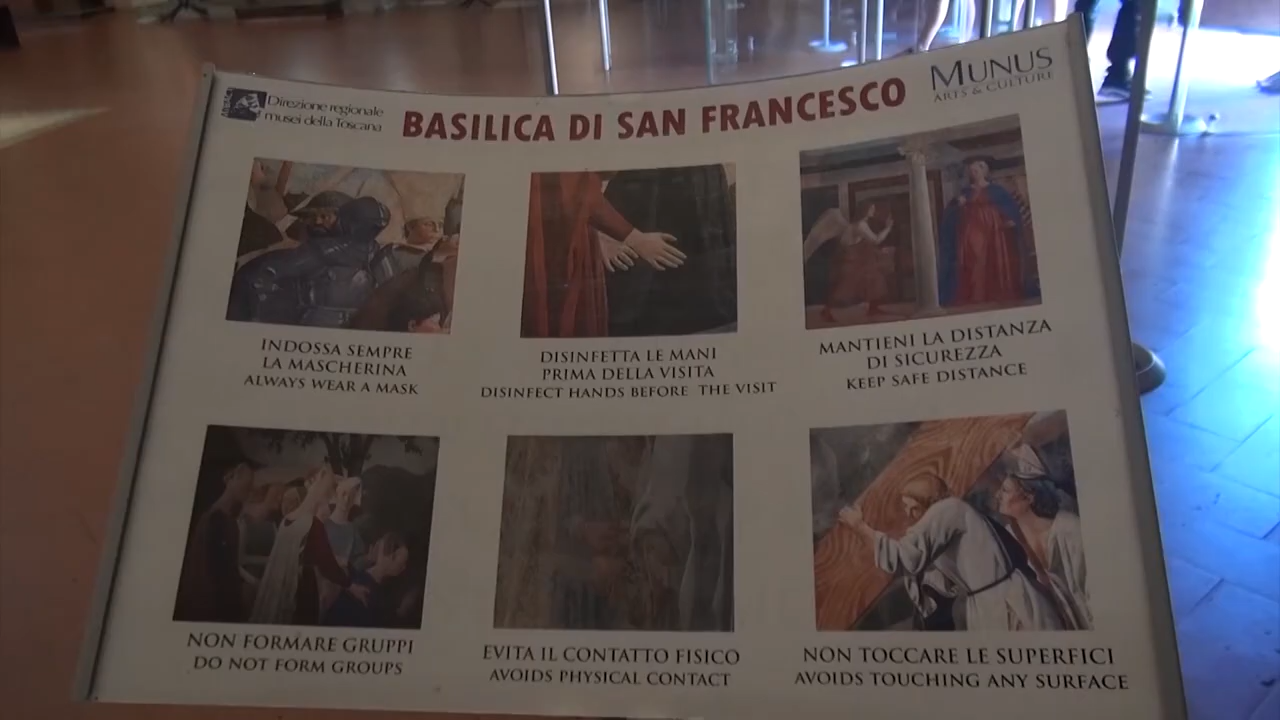 Direzione regionale
musei della Toscana
BASILICA DI SAN FRANCESCO
MUNUS
ARTS & CULTURE
INDOSSA SEMPRE
LA MASCHERINA
ALWAYS WEAR A MASK
DISINFETTA LE MANI
PRIMA DELLA VISITA
DISINFECT HANDS BEFORE THE VISIT
MANTIENI LA DISTANZA
DI SICUREZZA
KEEP SAFE DISTANCE
NON FORMARE GRUPPI
DO NOT FORM GROUPS
EVITA IL CONTATTO FISICO
AVOIDS PHYSICAL CONTACT
NON TOCCARE LE SUPERFICI
AVOIDS TOUCHING ANY SURFACE